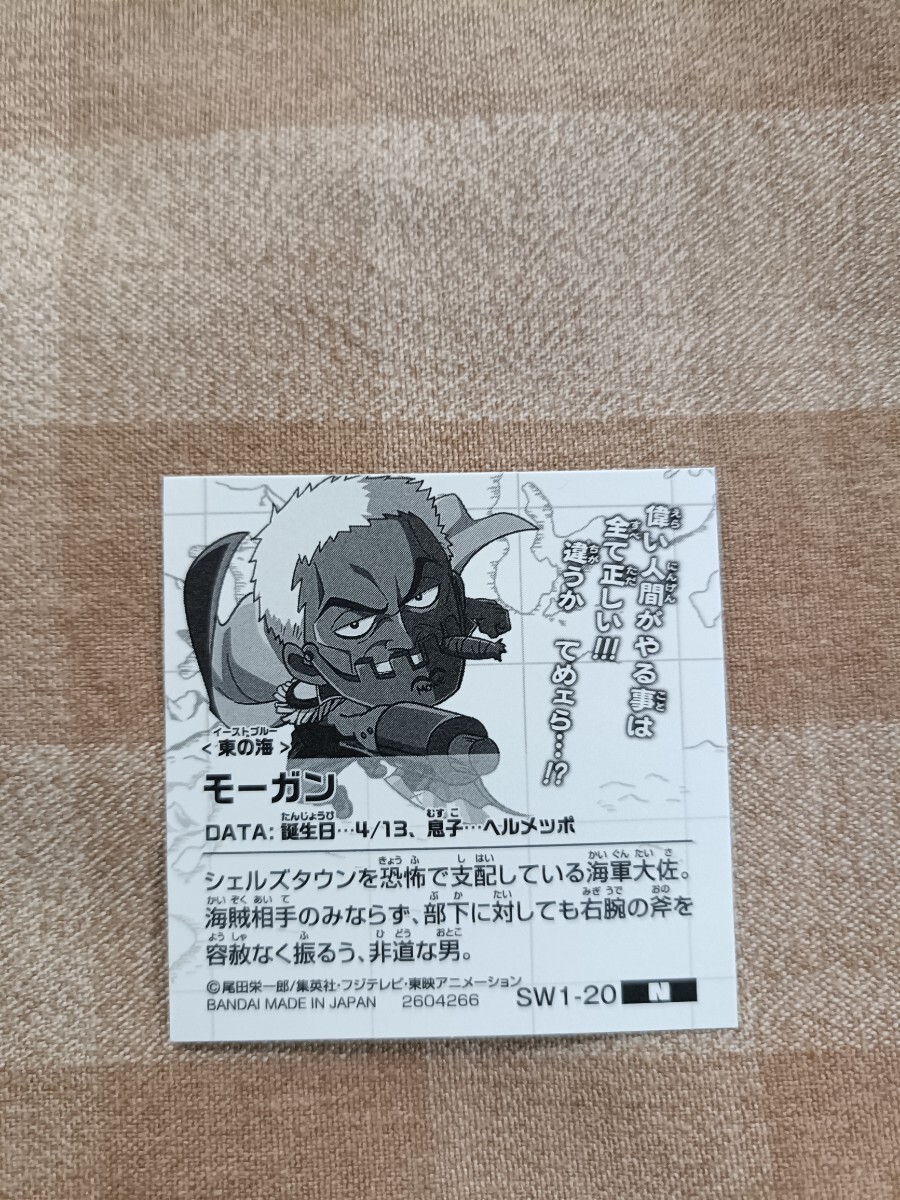 偉い人間がやる事は
全て正しい!!!
違うか てめェら…!?
イーストブルー
<東の海>
モーガン
DATA: 誕生日…4/13、息子…ヘルメッポ
シェルズタウンを恐怖で支配している海軍大佐。
海賊相手のみならず、部下に対しても右腕の斧を
容赦なく振るう、非道な男。
©尾田栄一郎/集英社・フジテレビ・東映アニメーション
BANDAI MADE IN JAPAN 2604266 SW1-20 N